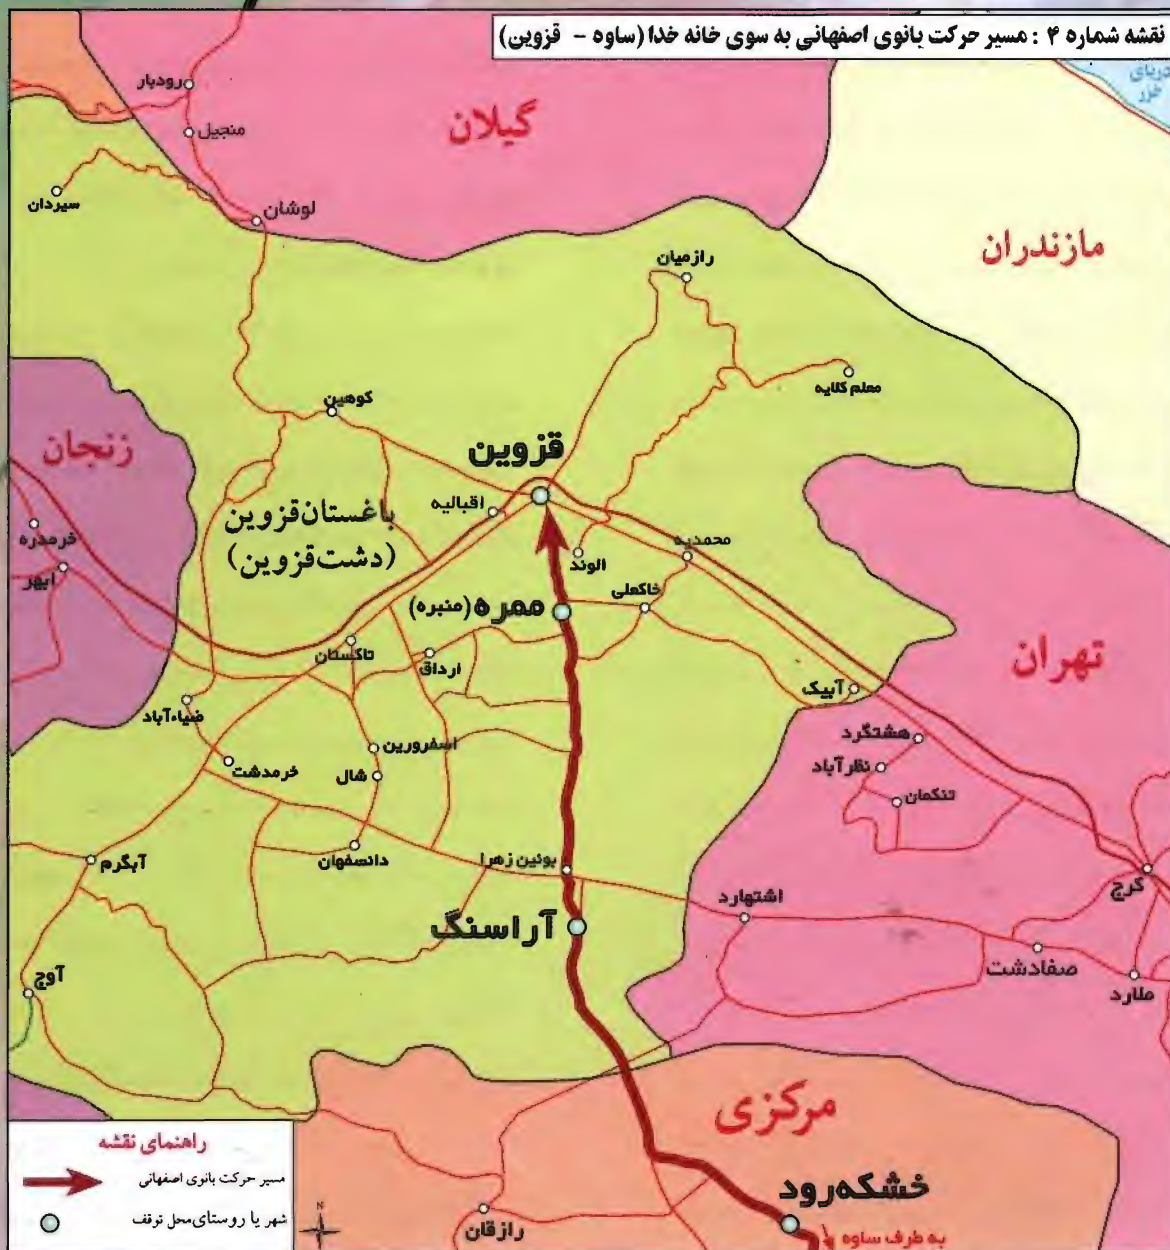 نقشه شماره ۴ : مسیر حرکت بانوی اصفهانی به سوی خانه خدا (ساوه - قزوین)
دریای
خزر
رودبار
گیلان
منجیل
سیردان
لوشان
مازندران
رازمیان
معلم کلایه
کوهین
زنجان
قزوین
اقبالیه
باغستان قزوین
(دشت قزوین)
خرمدره
ابهر
محمدیه
الوند
خاکعلی
ممره (منبره)
تاکستان
ارداق
تهران
آبیک
ضیاءآباد
هشتگرد
اسفرورین
خرمدشت
شال
نظرآباد
تنکمان
آبگرم
دانسفهان
بوئین زهرا
کرج
اشتهارد
آراسنگ
صفادشت
ملارد
آوج
مرکزی
خشکه‌رود
رازقان
به طرف ساوه
راهنمای نقشه
مسیر حرکت بانوی اصفهانی
شهر یا روستای محل توقف
N